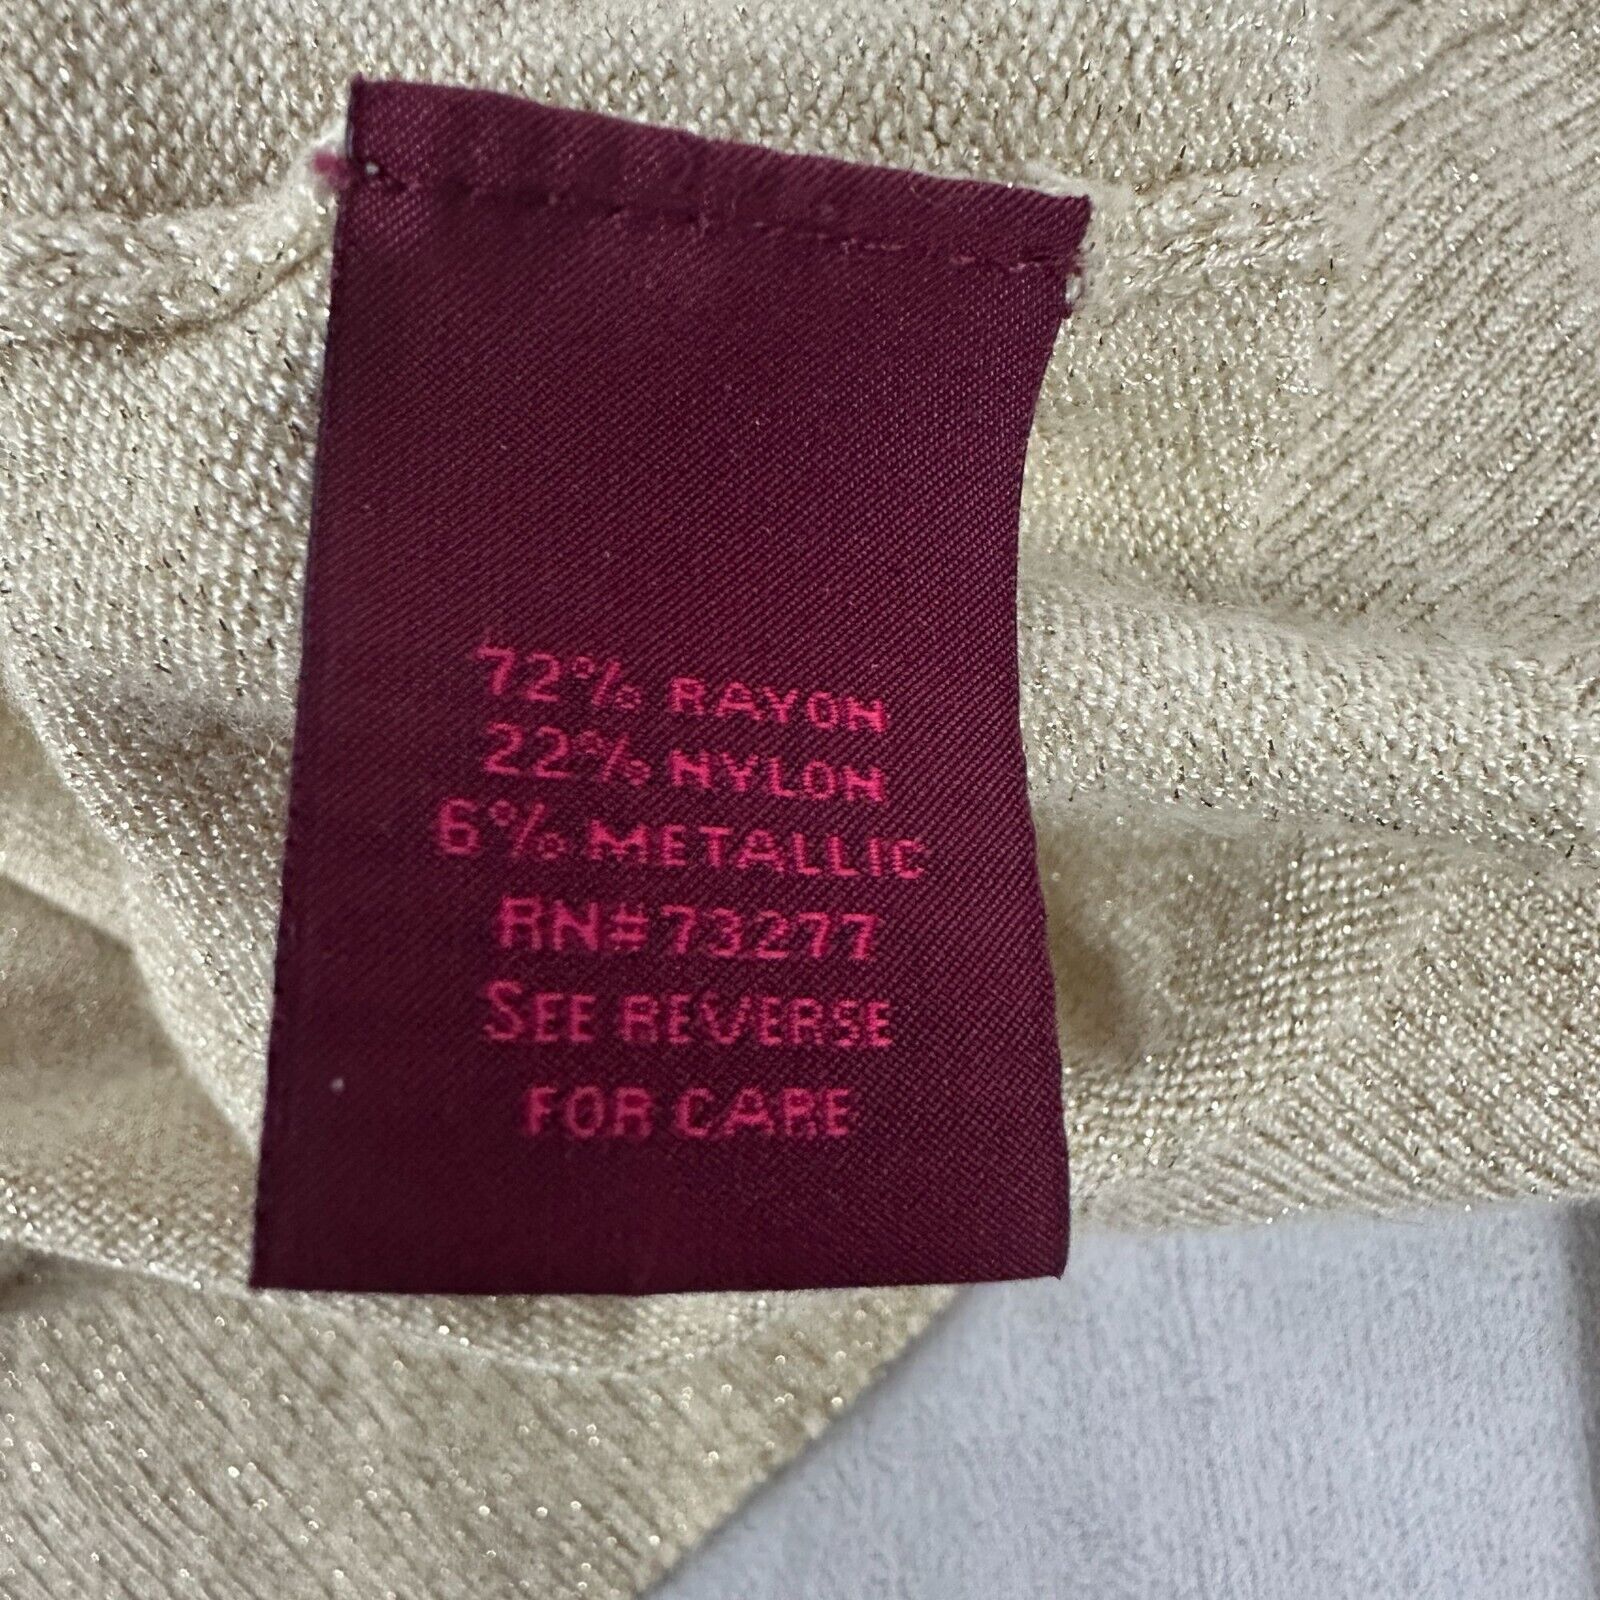 72% RAYON
22% NYLON
6% METALLIC
RN# 73277
SEE REVERSE
FOR CARE